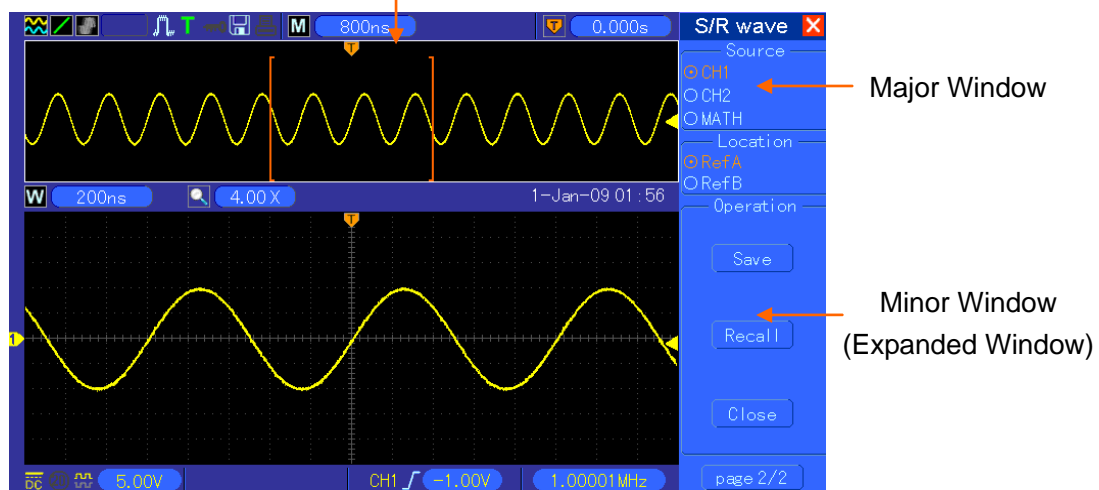 T M 800ns T 0.000s S/R wave X
T
Source
CH1
CH2
MATH
Major Window
Location
RefA
RefB
W 200ns 4.00X 1-Jan-09 01:56
Operation
T
Save
Minor Window
(Expanded Window)
1
Recall
Close
DC 5.00V CH1 -1.00V 1.00001MHz page 2/2